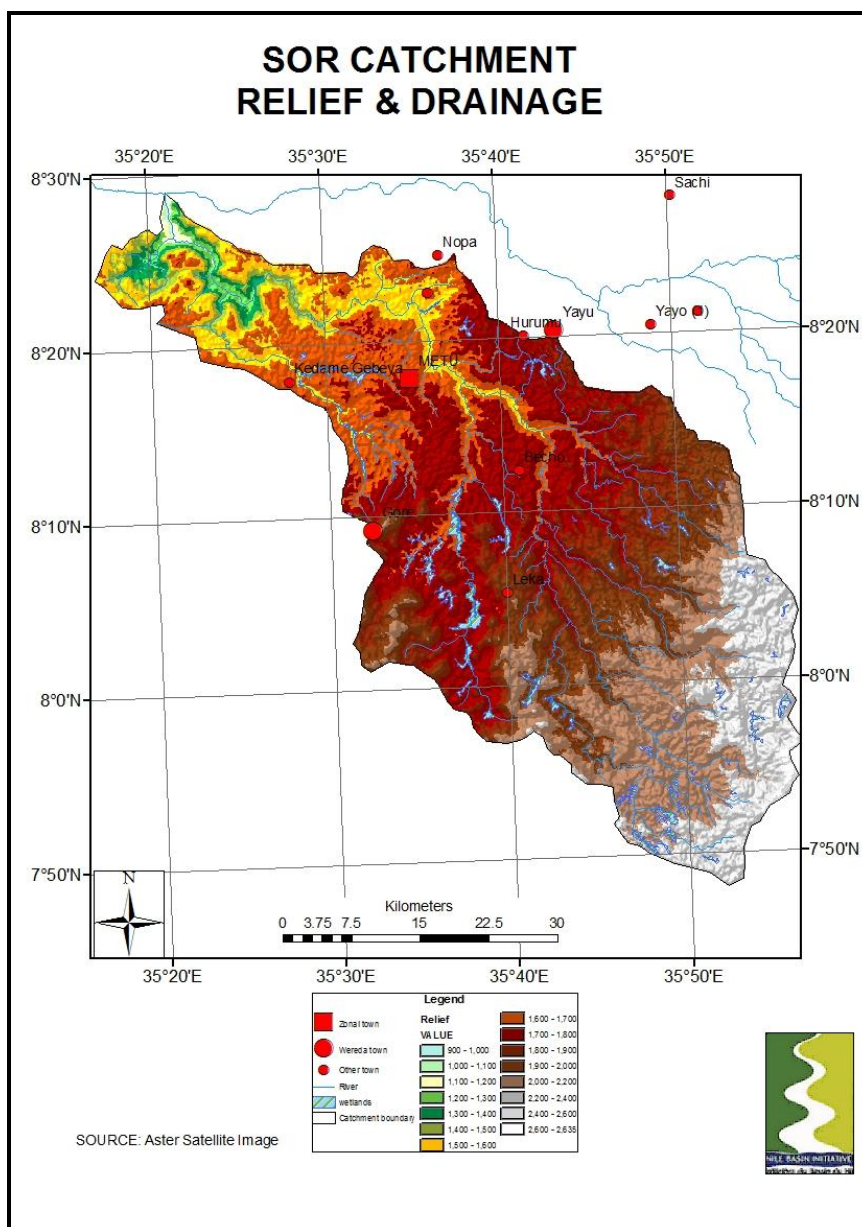 SOR CATCHMENT
RELIEF & DRAINAGE
35°20'E 35°30'E 35°40'E 35°50'E
8°30'N
Sachi
Nopa
Hurumu
Yayu
Yayo
8°20'N
8°20'N
Kedame Gebeya
METU
Becho
8°10'N
8°10'N
Gore
Leka
8°0'N
8°0'N
7°50'N
7°50'N
N
Kilometers
0 3.75 7.5 15 22.5 30
35°20'E 35°30'E 35°40'E 35°50'E
Legend
Zonal town
Wereda town
Other town
River
wetlands
Catchment boundary
Relief
VALUE
900 - 1,000
1,000 - 1,100
1,100 - 1,200
1,200 - 1,300
1,300 - 1,400
1,400 - 1,500
1,500 - 1,600
1,600 - 1,700
1,700 - 1,800
1,800 - 1,900
1,900 - 2,000
2,000 - 2,200
2,200 - 2,400
2,400 - 2,600
2,600 - 2,635
SOURCE: Aster Satellite Image
NILE BASIN INITIATIVE